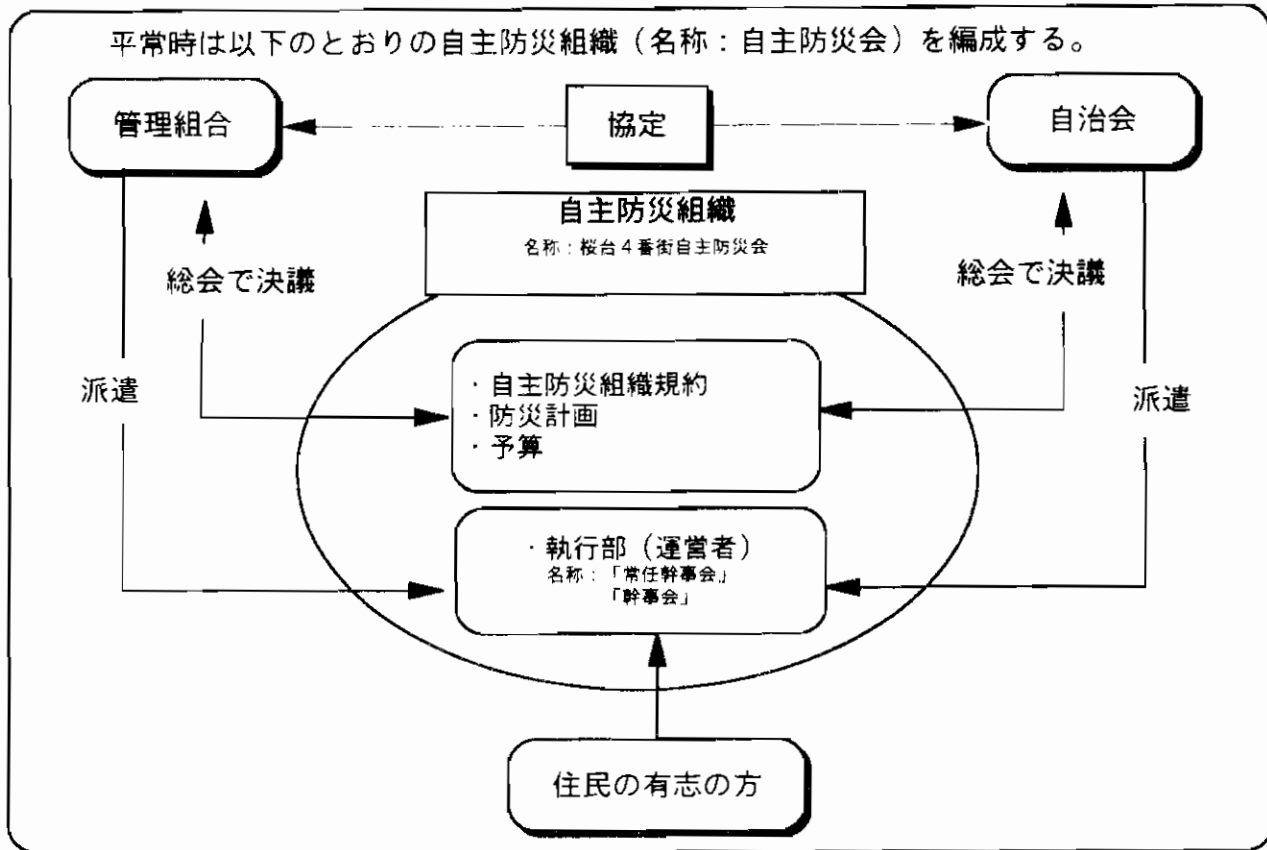 平常時は以下のとおりの自主防災組織（名称：自主防災会）を編成する。
管理組合
協定
自治会
自主防災組織
名称：桜台４番街自主防災会
総会で決議
総会で決議
・自主防災組織規約
・防災計画
・予算
派遣
派遣
・執行部（運営者）
名称：「常任幹事会」
「幹事会」
住民の有志の方